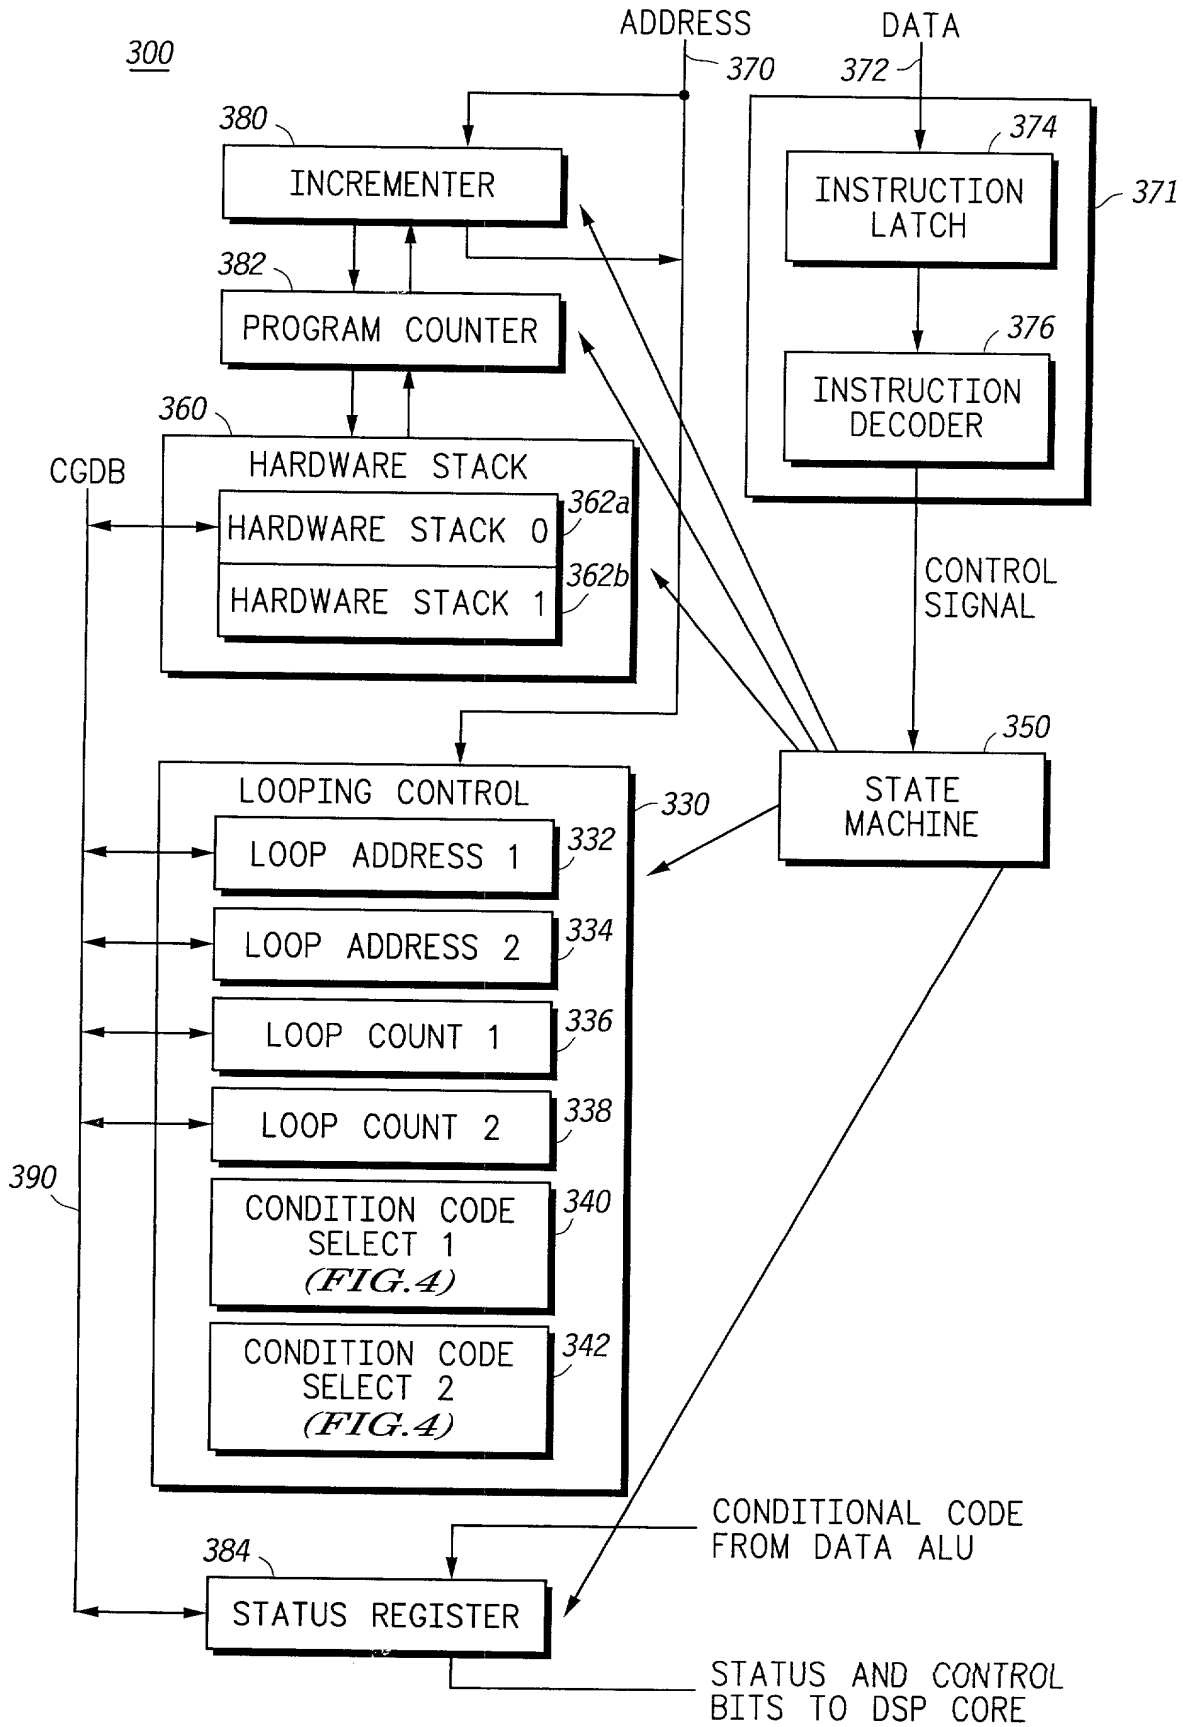 300
ADDRESS
370
DATA
372
380
INCREMENTER
374
INSTRUCTION
LATCH
371
382
PROGRAM COUNTER
376
INSTRUCTION
DECODER
360
HARDWARE STACK
CGDB
HARDWARE STACK 0
362a
HARDWARE STACK 1
362b
CONTROL
SIGNAL
350
STATE
MACHINE
LOOPING CONTROL
330
LOOP ADDRESS 1
332
LOOP ADDRESS 2
334
LOOP COUNT 1
336
LOOP COUNT 2
338
390
CONDITION CODE
SELECT 1
(FIG.4)
340
CONDITION CODE
SELECT 2
(FIG.4)
342
CONDITIONAL CODE
FROM DATA ALU
384
STATUS REGISTER
STATUS AND CONTROL
BITS TO DSP CORE